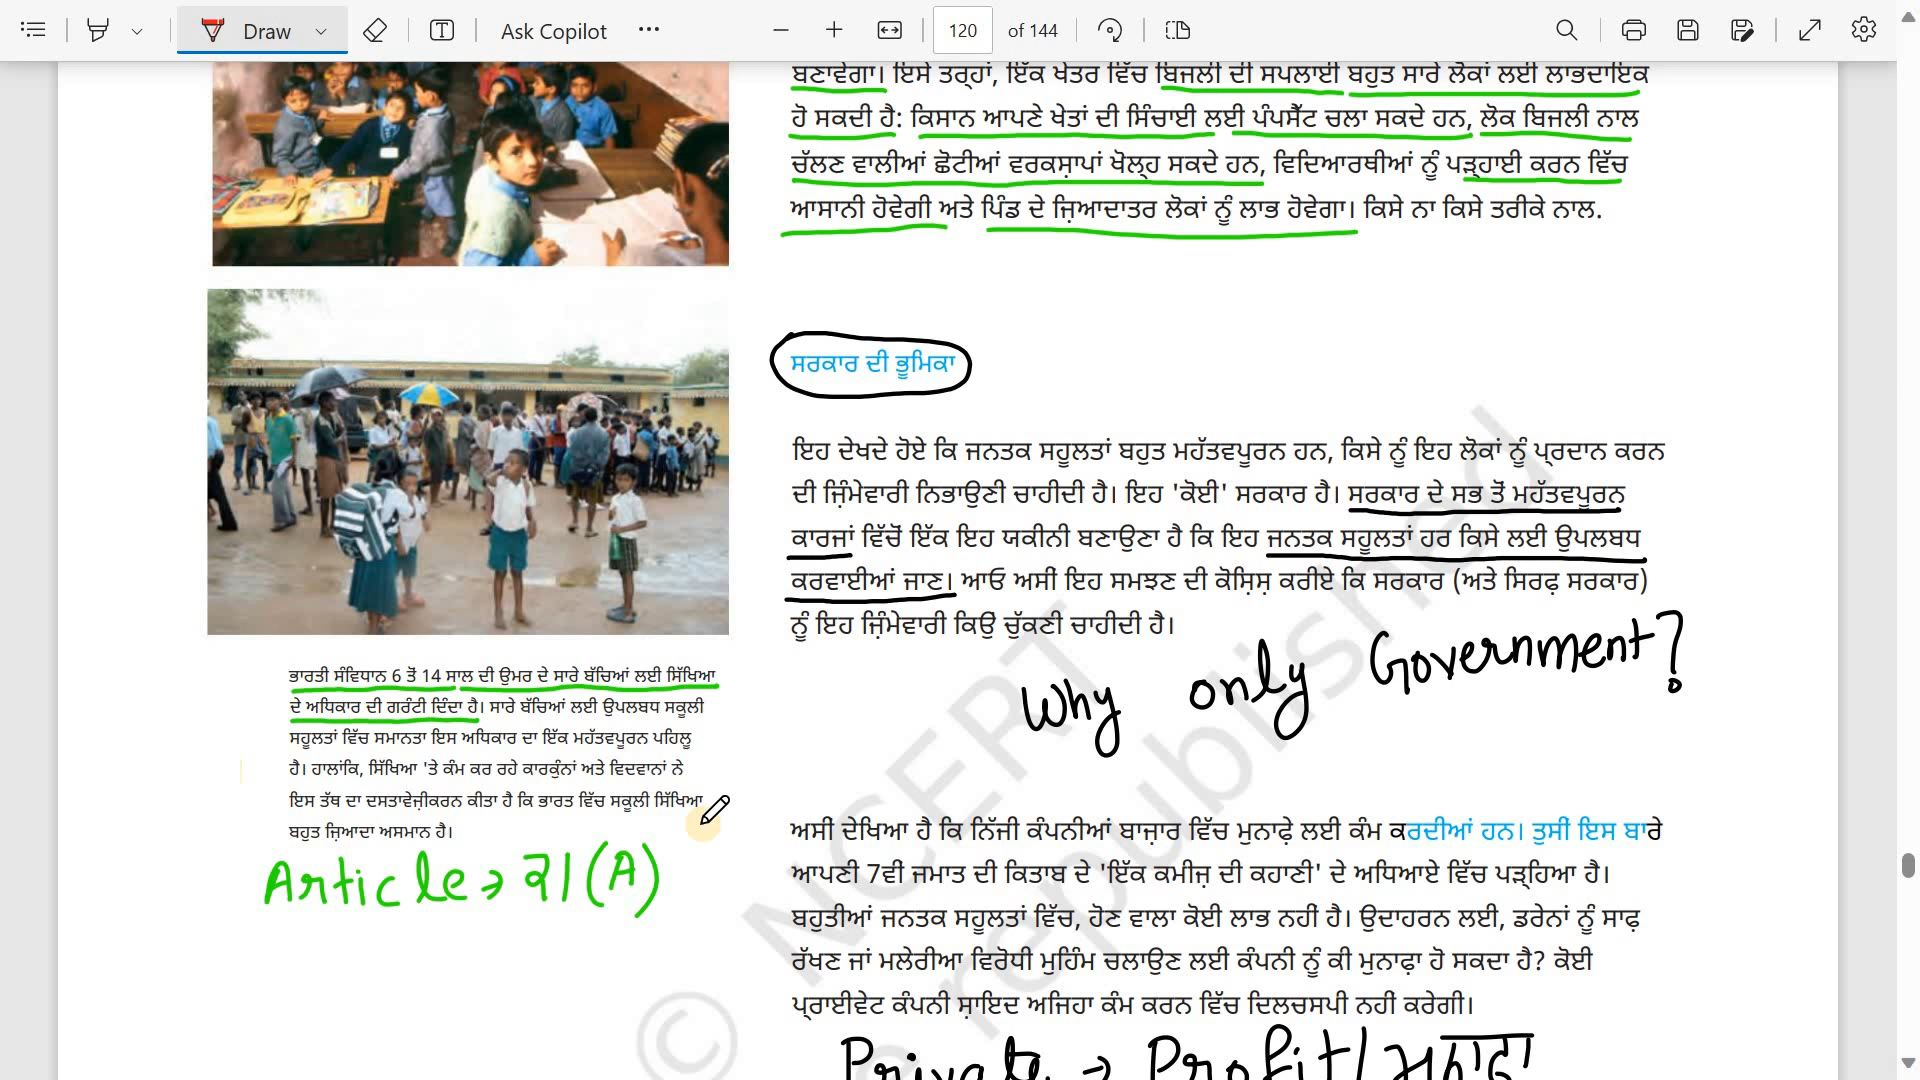 Draw
Ask Copilot
120 of 144
ਬਣਾਵੇਗਾ। ਇਸੇ ਤਰ੍ਹਾਂ, ਇੱਕ ਖੇਤਰ ਵਿੱਚ ਬਿਜਲੀ ਦੀ ਸਪਲਾਈ ਬਹੁਤ ਸਾਰੇ ਲੋਕਾਂ ਲਈ ਲਾਭਦਾਇਕ
ਹੋ ਸਕਦੀ ਹੈ: ਕਿਸਾਨ ਆਪਣੇ ਖੇਤਾਂ ਦੀ ਸਿੰਚਾਈ ਲਈ ਪੰਪਸੈੱਟ ਚਲਾ ਸਕਦੇ ਹਨ, ਲੋਕ ਬਿਜਲੀ ਨਾਲ
ਚੱਲਣ ਵਾਲੀਆਂ ਛੋਟੀਆਂ ਵਰਕਸ਼ਾਪਾਂ ਖੋਲ੍ਹ ਸਕਦੇ ਹਨ, ਵਿਦਿਆਰਥੀਆਂ ਨੂੰ ਪੜ੍ਹਾਈ ਕਰਨ ਵਿੱਚ
ਆਸਾਨੀ ਹੋਵੇਗੀ ਅਤੇ ਪਿੰਡ ਦੇ ਜ਼ਿਆਦਾਤਰ ਲੋਕਾਂ ਨੂੰ ਲਾਭ ਹੋਵੇਗਾ। ਕਿਸੇ ਨਾ ਕਿਸੇ ਤਰੀਕੇ ਨਾਲ.
ਸਰਕਾਰ ਦੀ ਭੂਮਿਕਾ
ਇਹ ਦੇਖਦੇ ਹੋਏ ਕਿ ਜਨਤਕ ਸਹੂਲਤਾਂ ਬਹੁਤ ਮਹੱਤਵਪੂਰਨ ਹਨ, ਕਿਸੇ ਨੂੰ ਇਹ ਲੋਕਾਂ ਨੂੰ ਪ੍ਰਦਾਨ ਕਰਨ
ਦੀ ਜ਼ਿੰਮੇਵਾਰੀ ਨਿਭਾਉਣੀ ਚਾਹੀਦੀ ਹੈ। ਇਹ 'ਕੋਈ' ਸਰਕਾਰ ਹੈ। ਸਰਕਾਰ ਦੇ ਸਭ ਤੋਂ ਮਹੱਤਵਪੂਰਨ
ਕਾਰਜਾਂ ਵਿੱਚੋਂ ਇੱਕ ਇਹ ਯਕੀਨੀ ਬਣਾਉਣਾ ਹੈ ਕਿ ਇਹ ਜਨਤਕ ਸਹੂਲਤਾਂ ਹਰ ਕਿਸੇ ਲਈ ਉਪਲਬਧ
ਕਰਵਾਈਆਂ ਜਾਣ। ਆਓ ਅਸੀਂ ਇਹ ਸਮਝਣ ਦੀ ਕੋਸ਼ਿਸ਼ ਕਰੀਏ ਕਿ ਸਰਕਾਰ (ਅਤੇ ਸਿਰਫ਼ ਸਰਕਾਰ)
ਨੂੰ ਇਹ ਜ਼ਿੰਮੇਵਾਰੀ ਕਿਉਂ ਚੁੱਕਣੀ ਚਾਹੀਦੀ ਹੈ।
Why only Government?
ਭਾਰਤੀ ਸੰਵਿਧਾਨ 6 ਤੋਂ 14 ਸਾਲ ਦੀ ਉਮਰ ਦੇ ਸਾਰੇ ਬੱਚਿਆਂ ਲਈ ਸਿੱਖਿਆ
ਦੇ ਅਧਿਕਾਰ ਦੀ ਗਰੰਟੀ ਦਿੰਦਾ ਹੈ। ਸਾਰੇ ਬੱਚਿਆਂ ਲਈ ਉਪਲਬਧ ਸਕੂਲੀ
ਸਹੂਲਤਾਂ ਵਿੱਚ ਸਮਾਨਤਾ ਇਸ ਅਧਿਕਾਰ ਦਾ ਇੱਕ ਮਹੱਤਵਪੂਰਨ ਪਹਿਲੂ
ਹੈ। ਹਾਲਾਂਕਿ, ਸਿੱਖਿਆ 'ਤੇ ਕੰਮ ਕਰ ਰਹੇ ਕਾਰਕੁੰਨਾਂ ਅਤੇ ਵਿਦਵਾਨਾਂ ਨੇ
ਇਸ ਤੱਥ ਦਾ ਦਸਤਾਵੇਜ਼ੀਕਰਨ ਕੀਤਾ ਹੈ ਕਿ ਭਾਰਤ ਵਿੱਚ ਸਕੂਲੀ ਸਿੱਖਿਆ
ਬਹੁਤ ਜ਼ਿਆਦਾ ਅਸਮਾਨ ਹੈ।
Article → 21(A)
ਅਸੀਂ ਦੇਖਿਆ ਹੈ ਕਿ ਨਿੱਜੀ ਕੰਪਨੀਆਂ ਬਾਜ਼ਾਰ ਵਿੱਚ ਮੁਨਾਫ਼ੇ ਲਈ ਕੰਮ ਕਰਦੀਆਂ ਹਨ। ਤੁਸੀਂ ਇਸ ਬਾਰੇ
ਆਪਣੀ 7ਵੀਂ ਜਮਾਤ ਦੀ ਕਿਤਾਬ ਦੇ 'ਇੱਕ ਕਮੀਜ਼ ਦੀ ਕਹਾਣੀ' ਦੇ ਅਧਿਆਏ ਵਿੱਚ ਪੜ੍ਹਿਆ ਹੈ।
ਬਹੁਤੀਆਂ ਜਨਤਕ ਸਹੂਲਤਾਂ ਵਿੱਚ, ਹੋਣ ਵਾਲਾ ਕੋਈ ਲਾਭ ਨਹੀਂ ਹੈ। ਉਦਾਹਰਨ ਲਈ, ਡਰੇਨਾਂ ਨੂੰ ਸਾਫ਼
ਰੱਖਣ ਜਾਂ ਮਲੇਰੀਆ ਵਿਰੋਧੀ ਮੁਹਿੰਮ ਚਲਾਉਣ ਲਈ ਕੰਪਨੀ ਨੂੰ ਕੀ ਮੁਨਾਫ਼ਾ ਹੋ ਸਕਦਾ ਹੈ? ਕੋਈ
ਪ੍ਰਾਈਵੇਟ ਕੰਪਨੀ ਸ਼ਾਇਦ ਅਜਿਹਾ ਕੰਮ ਕਰਨ ਵਿੱਚ ਦਿਲਚਸਪੀ ਨਹੀਂ ਕਰੇਗੀ।
Private → Profit/ਮੁਨਾਫਾ
© NCERT
republished